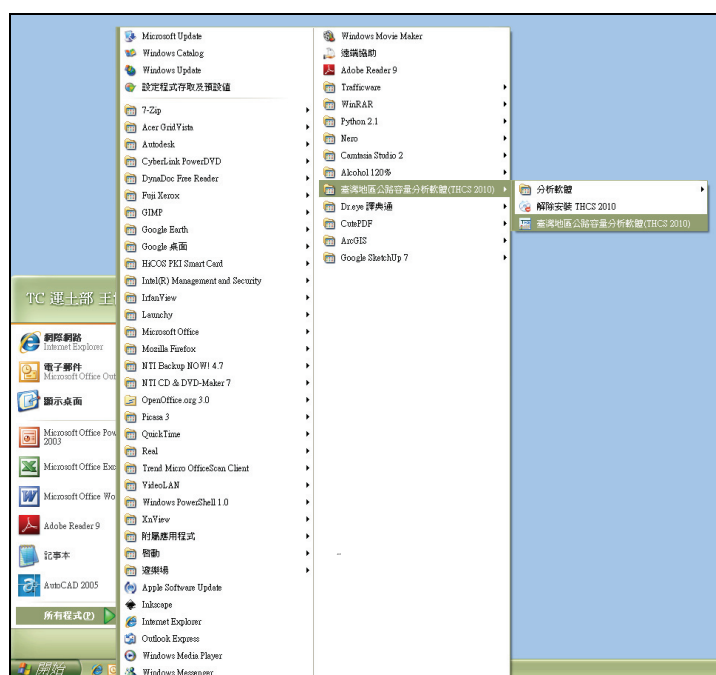 Microsoft Update
Windows Catalog
Windows Update
設定程式存取及預設值
7-Zip
Acer GridVista
Autodesk
CyberLink PowerDVD
DynaDoc Free Reader
Fuji Xerox
GIMP
Google Earth
Google 桌面
HiCOS PKI Smart Card
Intel(R) Management and Security
IrfanView
Launchy
Microsoft Office
Mozilla Firefox
NTI Backup NOW! 4.7
NTI CD & DVD-Maker 7
OpenOffice.org 3.0
Picasa 3
QuickTime
Real
Trend Micro OfficeScan Client
VideoLAN
Windows PowerShell 1.0
XnView
附屬應用程式
啟動
遊樂場
Apple Software Update
Inkscape
Internet Explorer
Outlook Express
Windows Media Player
Windows Messenger
Windows Movie Maker
遠端協助
Adobe Reader 9
Trafficware
WinRAR
Python 2.1
Nero
Camtasia Studio 2
Alcohol 120%
臺灣地區公路容量分析軟體(THCS 2010)
Dr.eye 譯典通
CutePDF
ArcGIS
Google SketchUp 7
分析軟體
解除安裝 THCS 2010
臺灣地區公路容量分析軟體(THCS 2010)
TC 運土部 王
網際網路
Internet Explorer
電子郵件
Microsoft Office Out
顯示桌面
Microsoft Office Pow
2003
Microsoft Office Exc
Microsoft Office Wo
Adobe Reader 9
記事本
AutoCAD 2005
所有程式(P)
開始